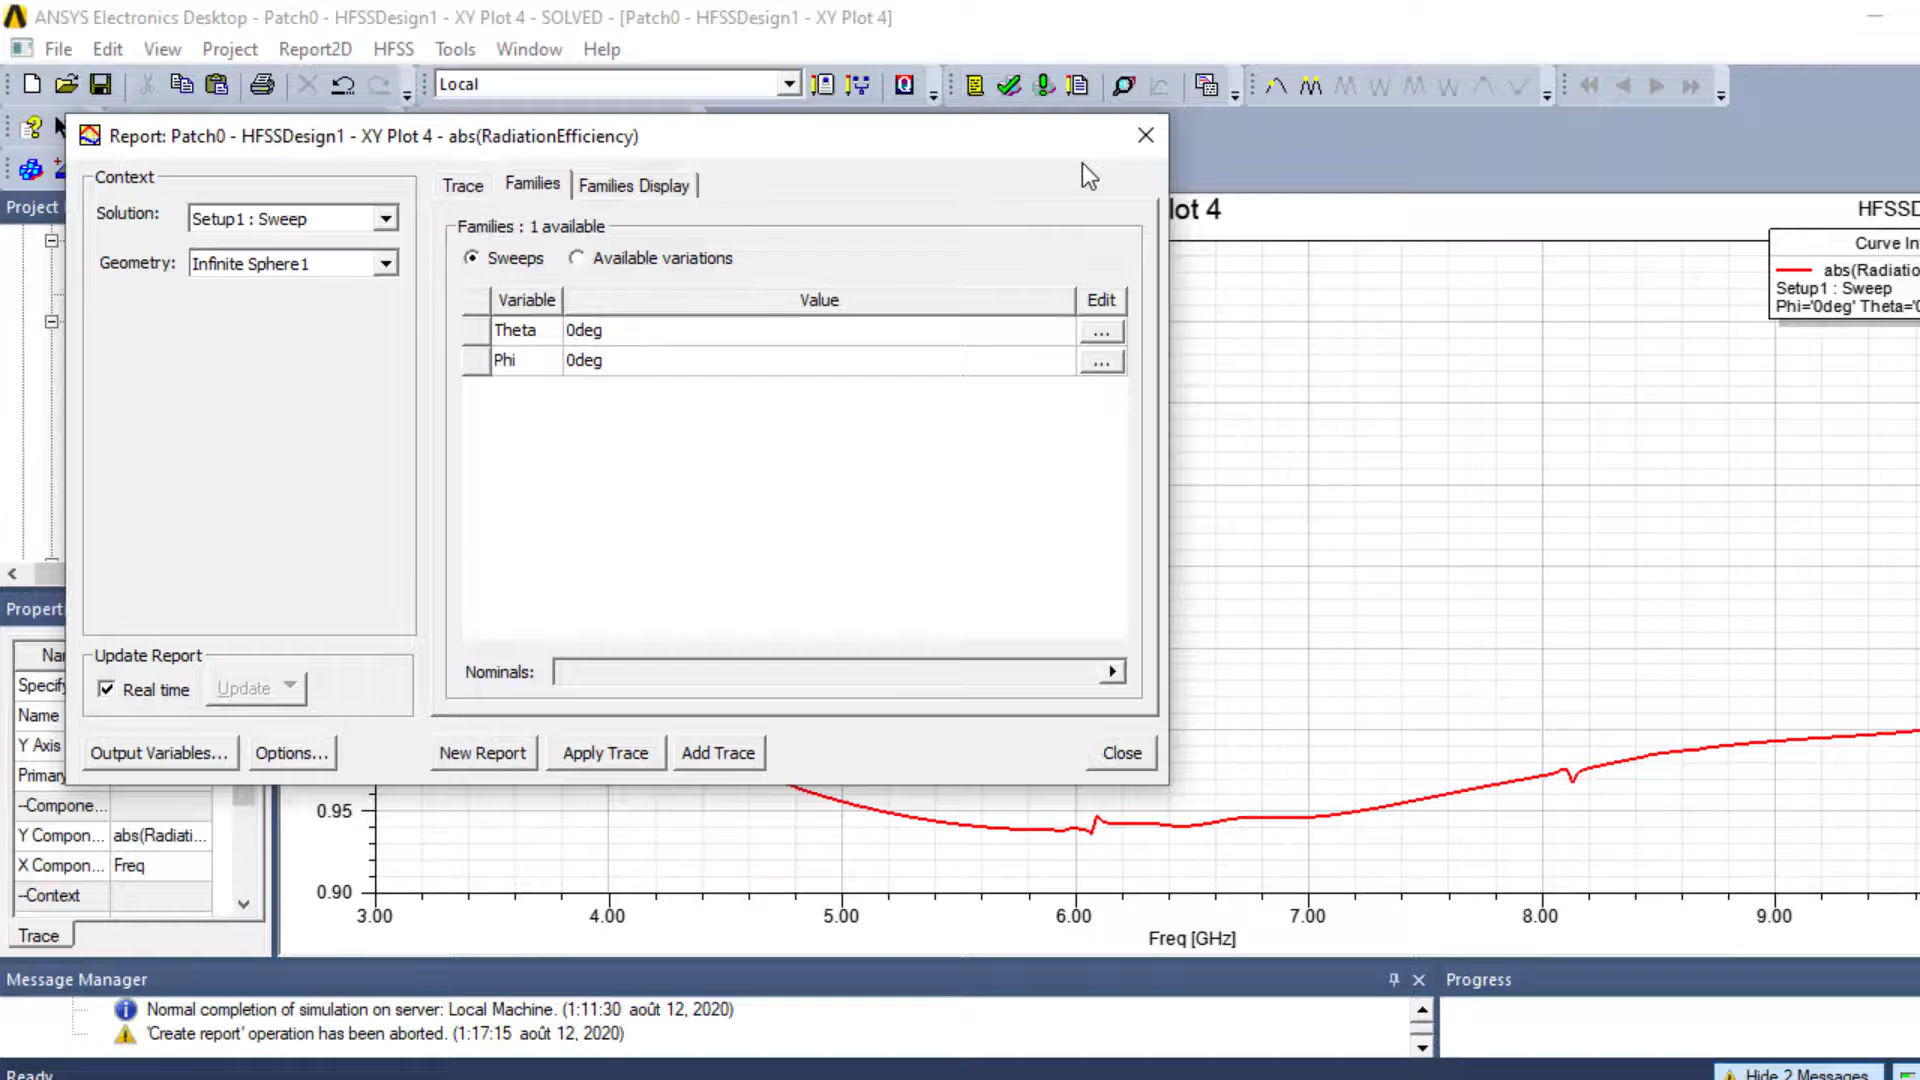 ANSYS Electronics Desktop - Patch0 - HFSSDesign1 - XY Plot 4 - SOLVED - [Patch0 - HFSSDesign1 - XY Plot 4]
File Edit View Project Report2D HFSS Tools Window Help
Local
Report: Patch0 - HFSSDesign1 - XY Plot 4 - abs(RadiationEfficiency)
Context
Solution: Setup1 : Sweep
Geometry: Infinite Sphere1
Trace Families Families Display
Families : 1 available
Sweeps Available variations
Variable Value Edit
Theta 0deg ...
Phi 0deg ...
Nominals:
Update Report
Real time Update
Output Variables... Options... New Report Apply Trace Add Trace Close
Project
Propert
Na
Specify
Name
Y Axis
Primary
--Compone...
Y Compon... abs(Radiati...
X Compon... Freq
--Context
Trace
lot 4
HFSSD
Curve In
abs(Radiatio
Setup1 : Sweep
Phi='0deg' Theta='0
0.95
0.90
3.00 4.00 5.00 6.00 7.00 8.00 9.00
Freq [GHz]
Message Manager
Normal completion of simulation on server: Local Machine. (1:11:30 août 12, 2020)
'Create report' operation has been aborted. (1:17:15 août 12, 2020)
Progress
Ready
Hide 2 Messages